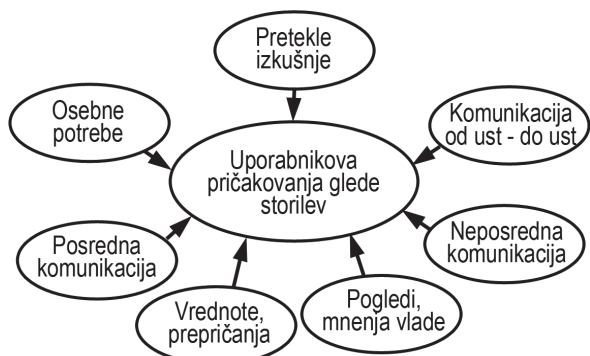 Pretekle
izkušnje
Osebne
potrebe
Komunikacija
od ust - do ust
Uporabnikova
pričakovanja glede
storilev
Posredna
komunikacija
Neposredna
komunikacija
Vrednote,
prepričanja
Pogledi,
mnenja vlade